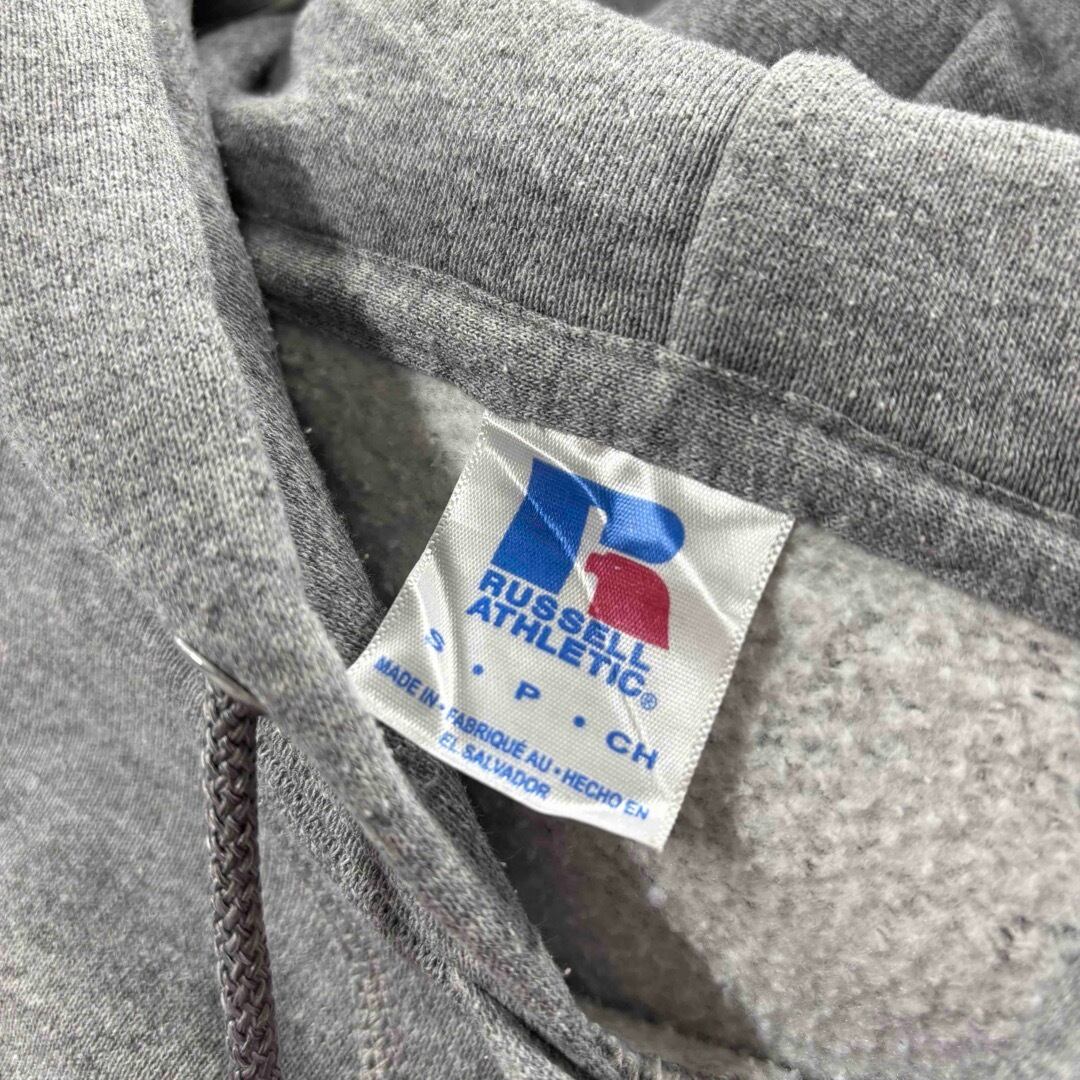 RUSSELL
ATHLETIC®
S • P • CH
MADE IN • FABRIQUÉ AU • HECHO EN
EL SALVADOR